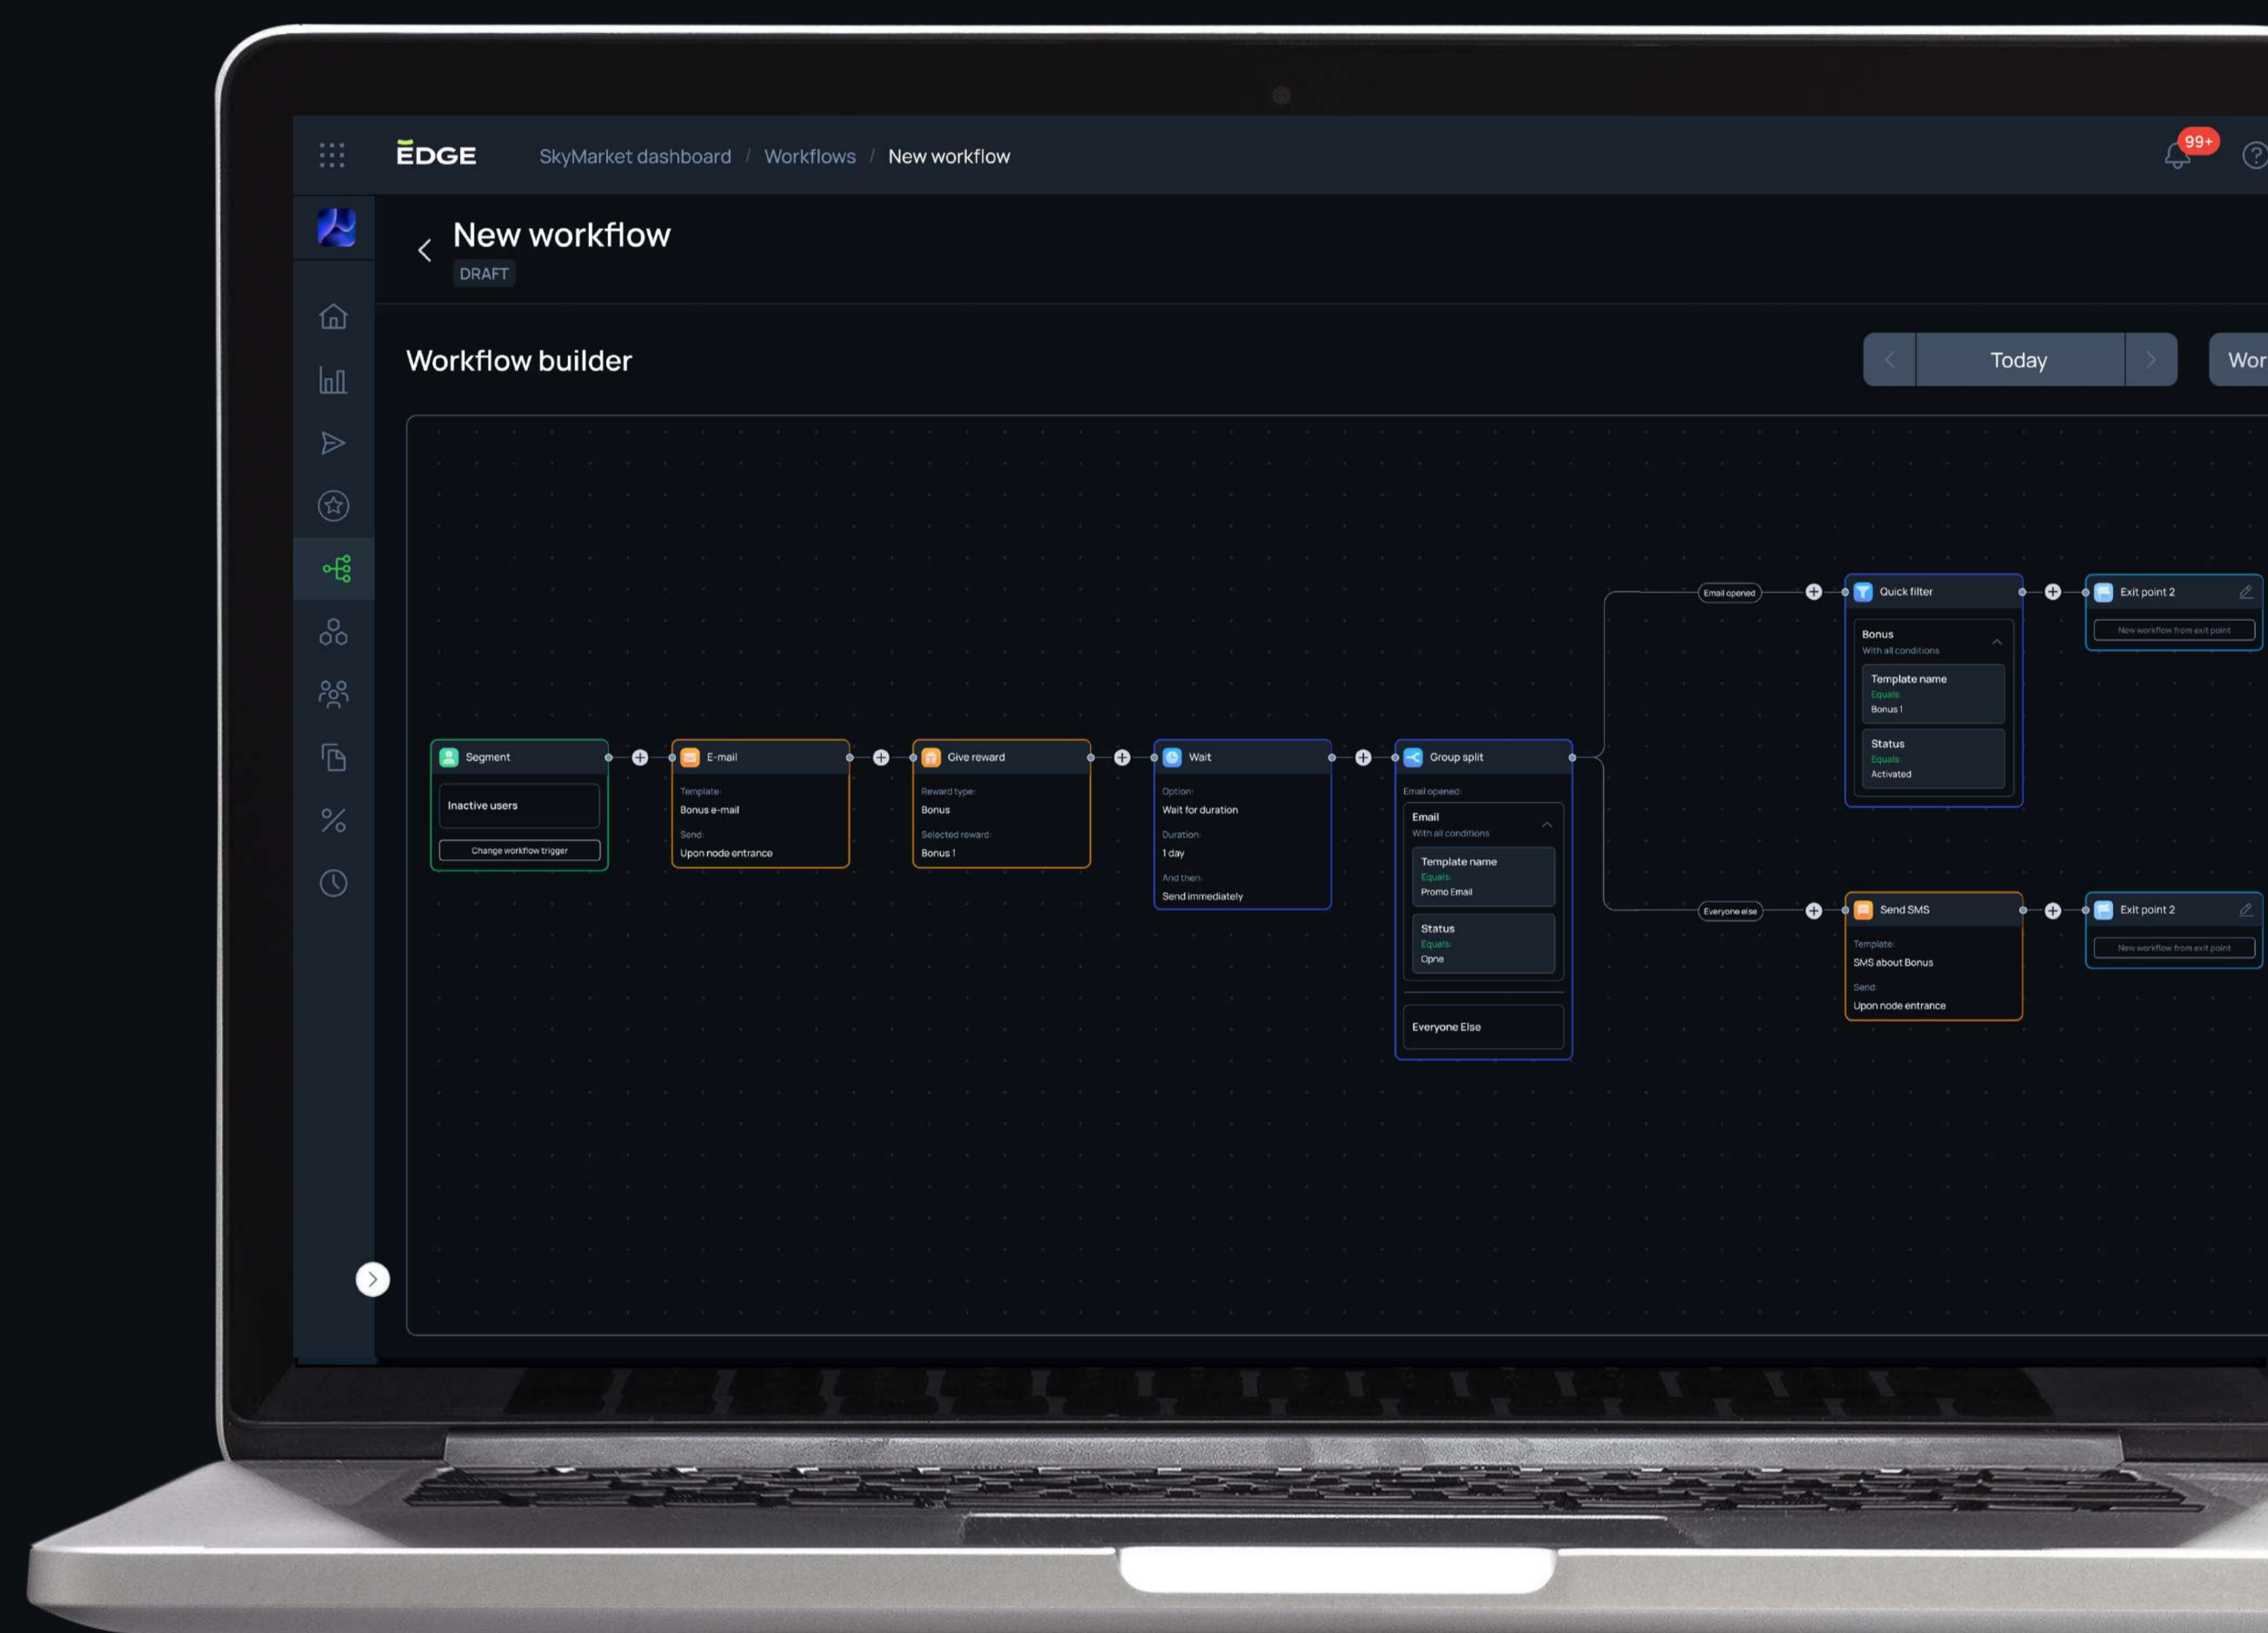 ĒDGE
SkyMarket dashboard / Workflows / New workflow
99+
New workflow
DRAFT
Workflow builder
Today
Wor
Segment
Inactive users
Change workflow trigger
E-mail
Template:
Bonus e-mail
Send:
Upon node entrance
Give reward
Reward type:
Bonus
Selected reward:
Bonus 1
Wait
Option:
Wait for duration
Duration:
1 day
And then:
Send immediately
Group split
Email opened:
Email
With all conditions
Template name
Equals:
Promo Email
Status
Equals:
Opne
Everyone Else
Email opened
Quick filter
Bonus
With all conditions
Template name
Equals:
Bonus 1
Status
Equals:
Activated
Exit point 2
New workflow from exit point
Everyone else
Send SMS
Template:
SMS about Bonus
Send:
Upon node entrance
Exit point 2
New workflow from exit point